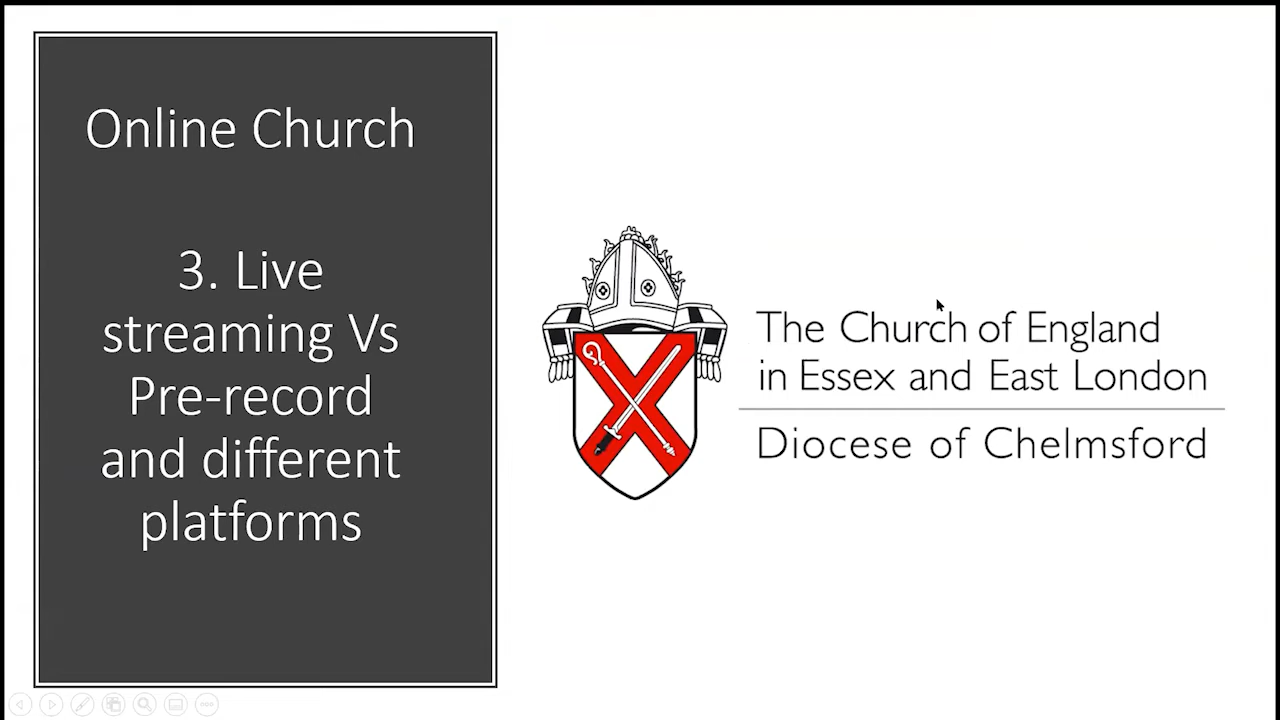 Online Church
3. Live
streaming Vs
Pre-record
and different
platforms
The Church of England
in Essex and East London
Diocese of Chelmsford